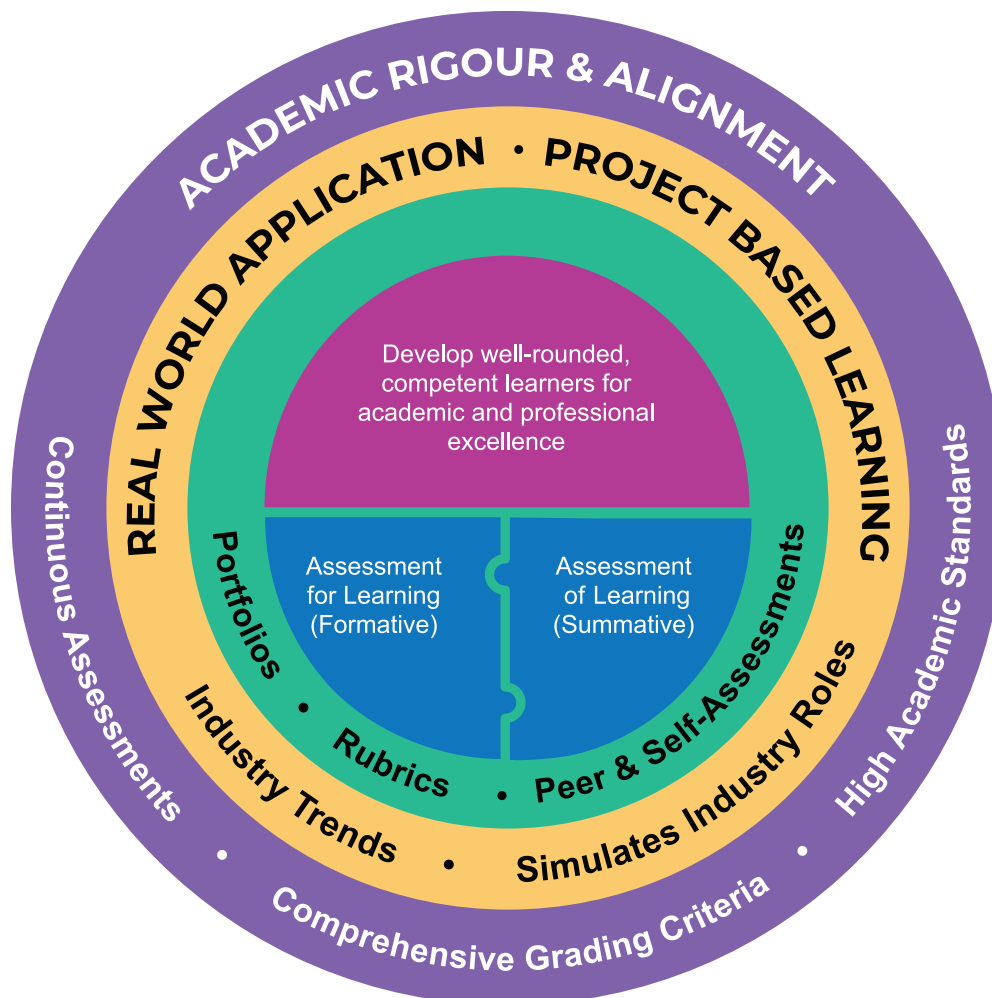 ACADEMIC RIGOUR & ALIGNMENT
REAL WORLD APPLICATION • PROJECT BASED LEARNING
Develop well-rounded,
competent learners for
academic and professional
excellence
Assessment
for Learning
(Formative)
Assessment
of Learning
(Summative)
Portfolios • Rubrics • Peer & Self-Assessments
Industry Trends • Simulates Industry Roles
Continuous Assessments • Comprehensive Grading Criteria • High Academic Standards